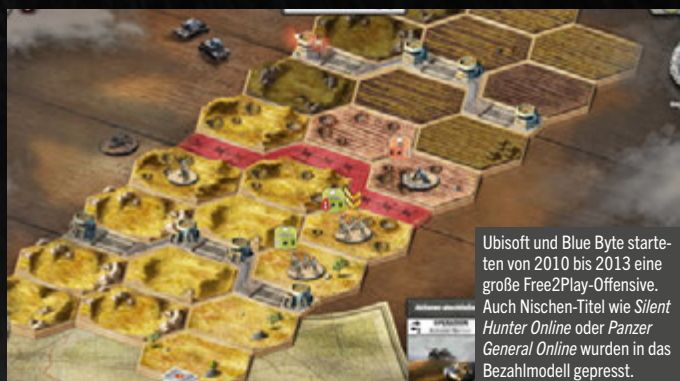 Ubisoft und Blue Byte starte-
ten von 2010 bis 2013 eine
große Free2Play-Offensive.
Auch Nischen-Titel wie Silent
Hunter Online oder Panzer
General Online wurden in das
Bezahlmodell gepresst.
OPERATION